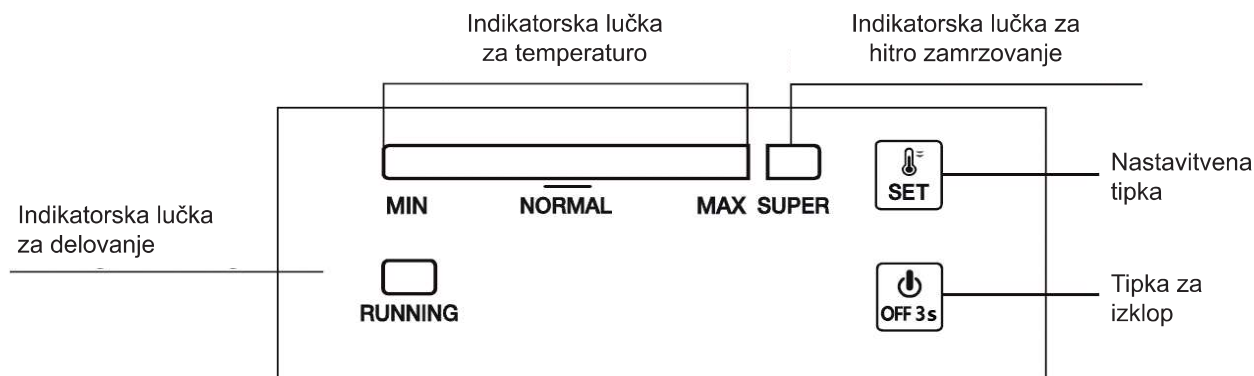 Indikatorska lučka
za temperaturo
Indikatorska lučka za
hitro zamrzovanje
MIN
NORMAL
MAX SUPER
SET
Nastavitvena
tipka
Indikatorska lučka
za delovanje
RUNNING
OFF 3s
Tipka za
izklop